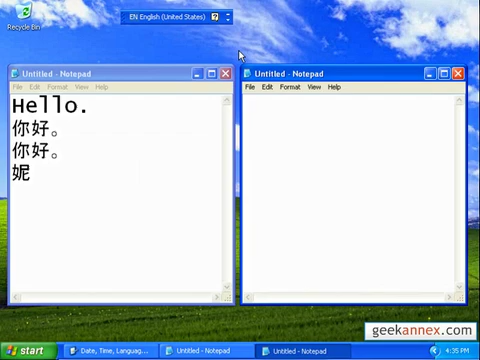 EN English (United States)
Recycle Bin
Untitled - Notepad
File Edit Format View Help
Hello.
你好。
你好。
妮
Untitled - Notepad
File Edit Format View Help
geekannex.com
start
Date, Time, Languag...
Untitled - Notepad
Untitled - Notepad
4:35 PM